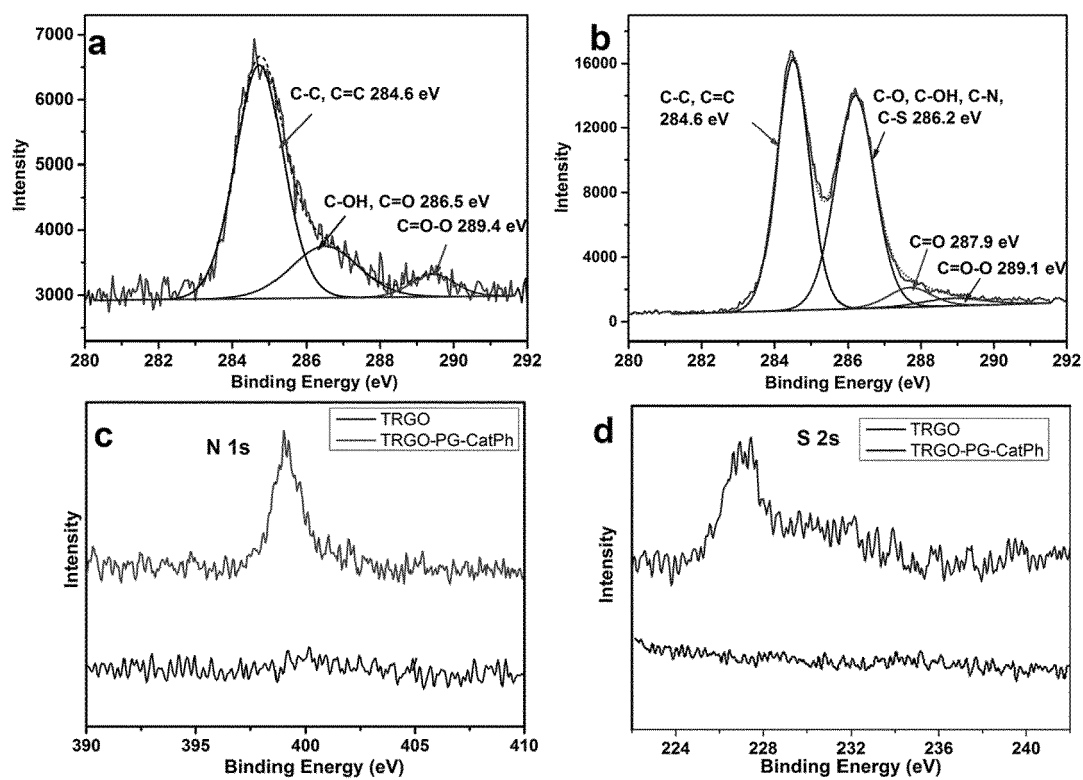 a
7000
6000
5000
4000
3000
Intensity
C-C, C=C 284.6 eV
C-OH, C=O 286.5 eV
C=O-O 289.4 eV
280 282 284 286 288 290 292
Binding Energy (eV)
b
16000
12000
8000
4000
0
Intensity
C-C, C=C
284.6 eV
C-O, C-OH, C-N,
C-S 286.2 eV
C=O 287.9 eV
C=O-O 289.1 eV
280 282 284 286 288 290 292
Binding Energy (eV)
c
N 1s
TRGO
TRGO-PG-CatPh
Intensity
390 395 400 405 410
Binding Energy (eV)
d
S 2s
TRGO
TRGO-PG-CatPh
Intensity
224 228 232 236 240
Binding Energy (eV)